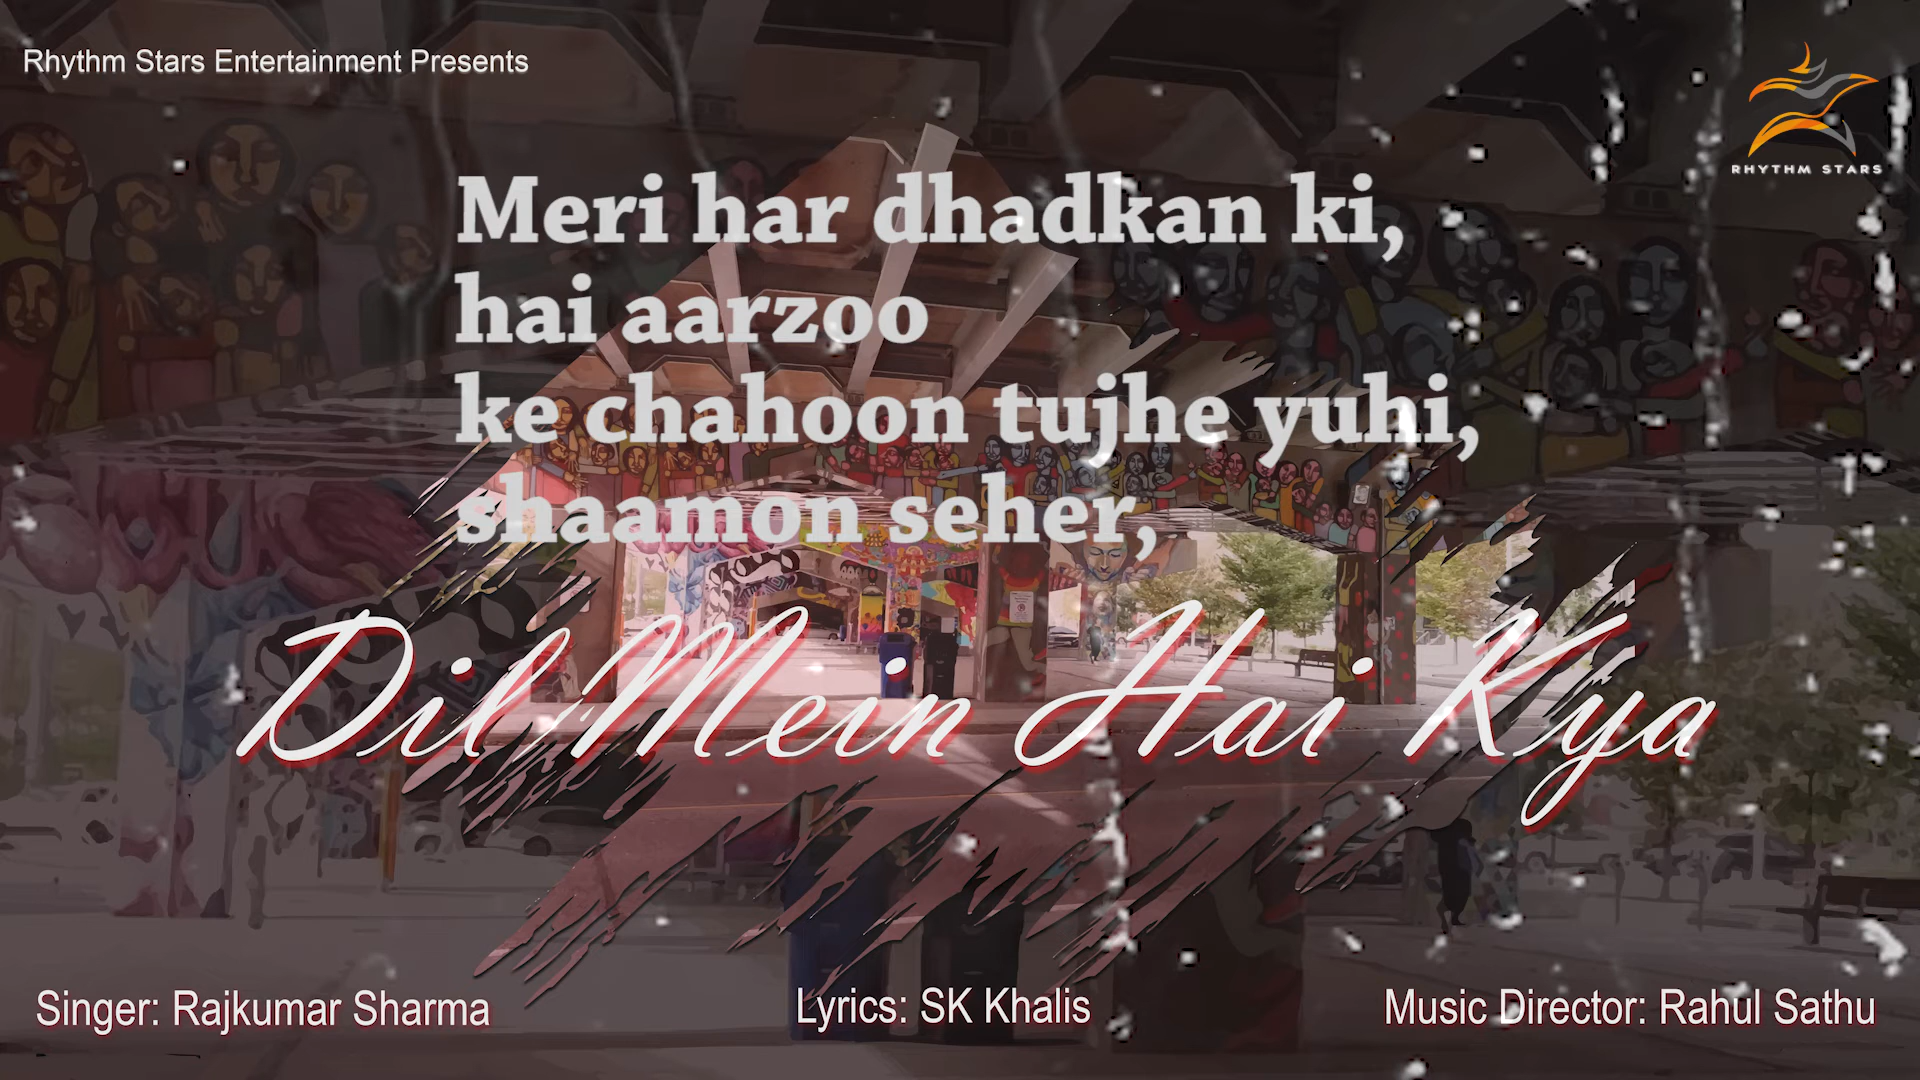 Rhythm Stars Entertainment Presents
RHYTHM STARS
Meri har dhadkan ki,
hai aarzoo
ke chahoon tujhe yuhi,
shaamon seher,
Dil Mein Hai Kya
Singer: Rajkumar Sharma
Lyrics: SK Khalis
Music Director: Rahul Sathu